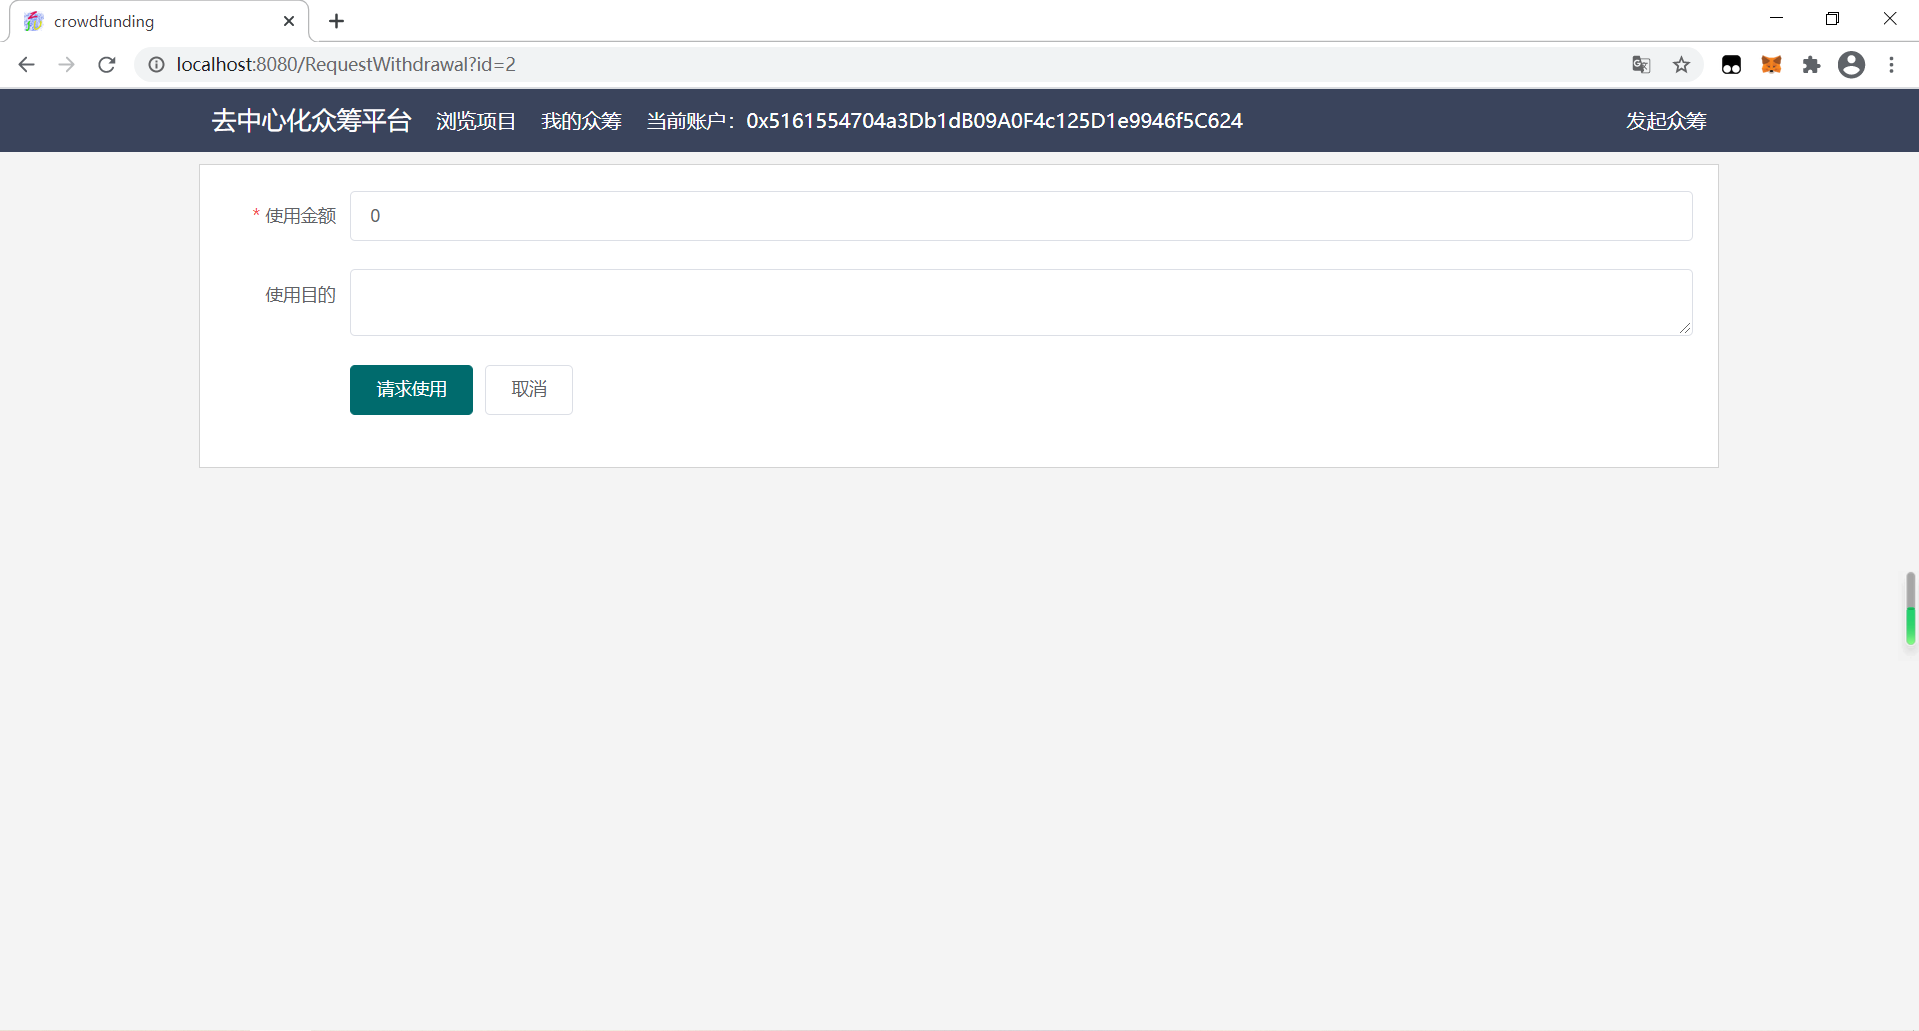 crowdfunding
localhost:8080/RequestWithdrawal?id=2
去中心化众筹平台 浏览项目 我的众筹 当前账户：0x5161554704a3Db1dB09A0F4c125D1e9946f5C624 发起众筹
* 使用金额 0
使用目的
请求使用 取消